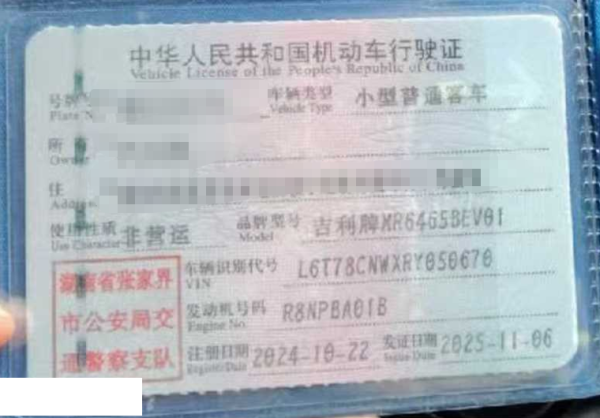 中华人民共和国机动车行驶证
Vehicle License of the People's Republic of China
号牌 车辆类型 小型普通客车
Plate N Vehicle Type
所
Owner
住
Address
使用性质 非营运 品牌型号 吉利牌MR6465BEV01
Use Character Model
湖南省张家界
市公安局交
通警察支队
车辆识别代号 L6T78CNWXRY050670
VIN
发动机号码 R8NPBA01B
Engine No.
注册日期 2024-10-22 发证日期 2025-11-06
Register Date Issue Date